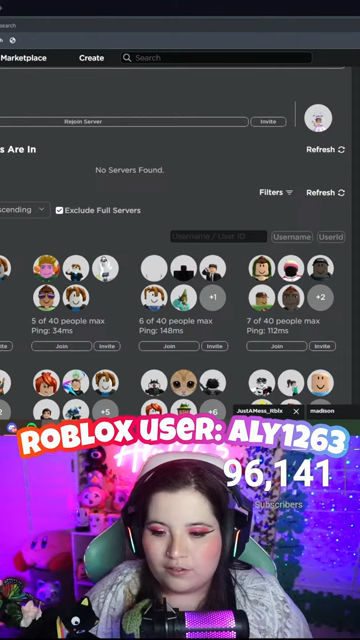 search
Marketplace
Create
Search
Rejoin Server
Invite
s Are In
Refresh
No Servers Found.
Filters
Refresh
scending
Exclude Full Servers
Username / User ID
Username
UserId
5 of 40 people max
Ping: 34ms
Join
Invite
6 of 40 people max
Ping: 148ms
Join
Invite
+1
7 of 40 people max
Ping: 112ms
Join
Invite
+2
+5
+6
JustAMess_Rblx
madison
ROBLOX USER: ALY1263
96,141
Subscribers